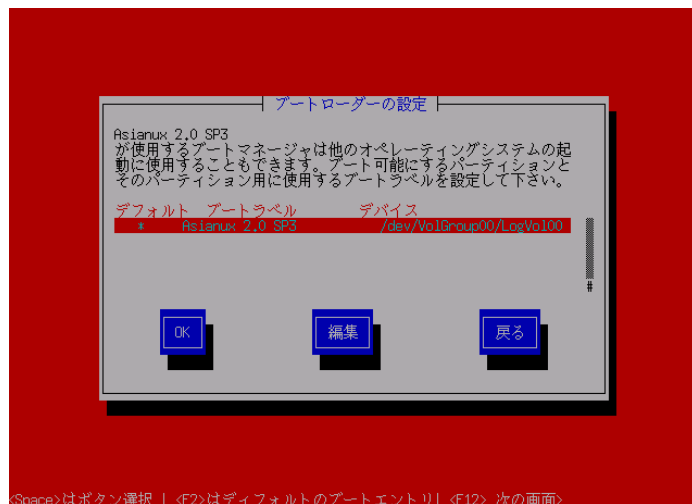 ブートローダーの設定
Asianux 2.0 SP3
が使用するブートマネージャは他のオペレーティングシステムの起
動に使用することもできます。ブート可能にするパーティションと
そのパーティション用に使用するブートラベルを設定して下さい。
デフォルト ブートラベル デバイス
* Asianux 2.0 SP3 /dev/VolGroup00/LogVol00
#
OK 編集 戻る
<Space>はボタン選択 | <F2>はディフォルトのブートエントリ| <F12> 次の画面>